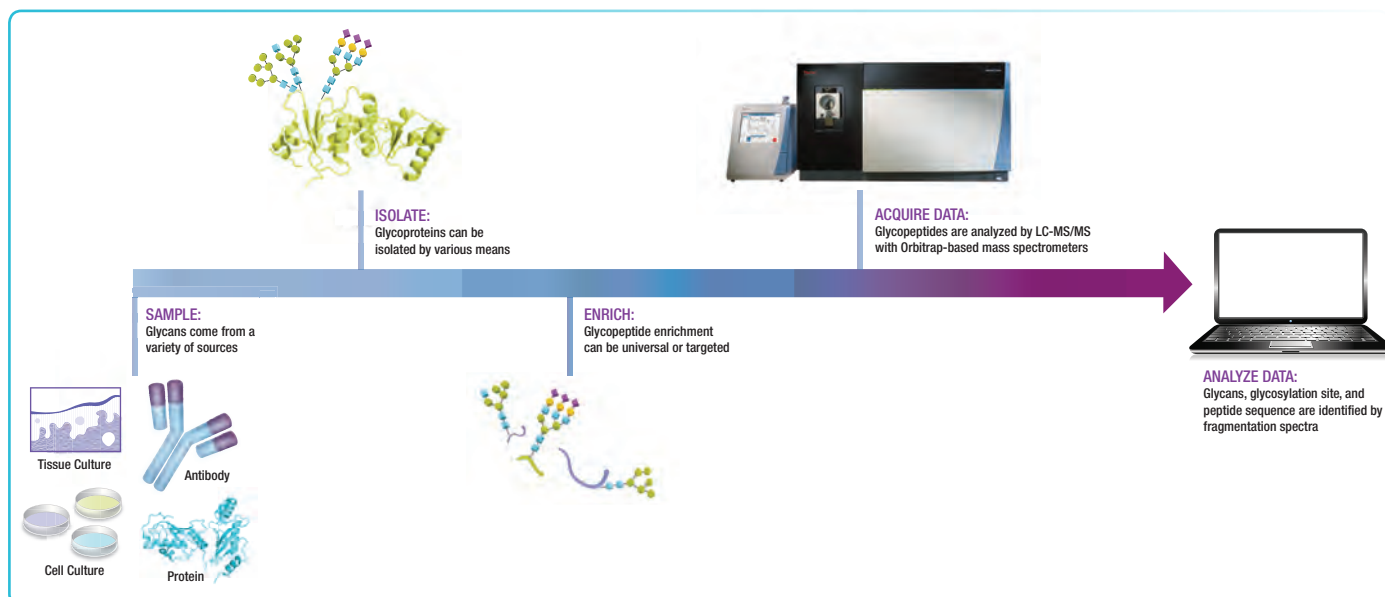 ISOLATE:
Glycoproteins can be
isolated by various means
ACQUIRE DATA:
Glycopeptides are analyzed by LC-MS/MS
with Orbitrap-based mass spectrometers
SAMPLE:
Glycans come from a
variety of sources
ENRICH:
Glycopeptide enrichment
can be universal or targeted
ANALYZE DATA:
Glycans, glycosylation site, and
peptide sequence are identified by
fragmentation spectra
Tissue Culture
Antibody
Cell Culture
Protein